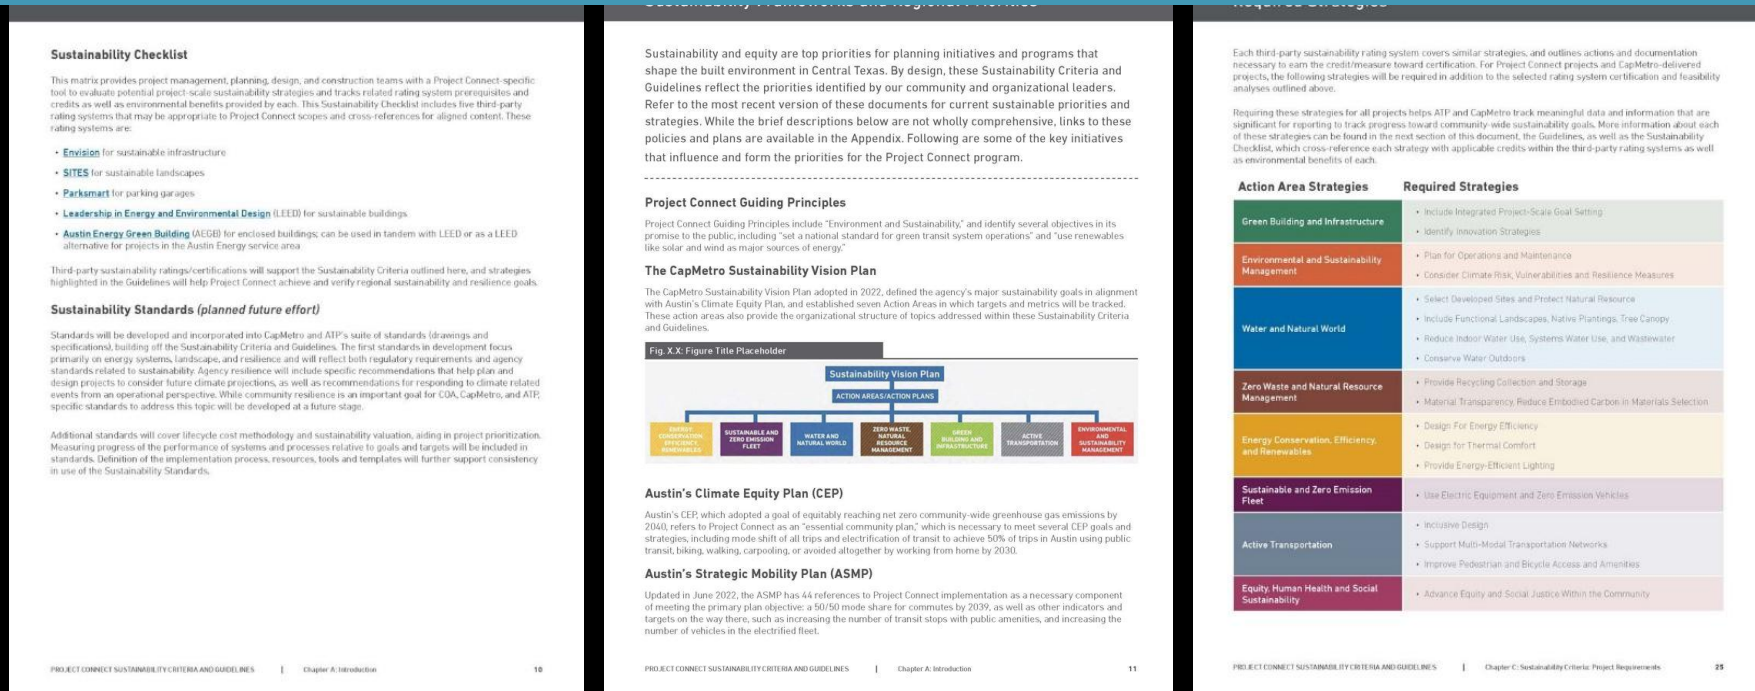 Sustainability Checklist
This matrix provides project management, planning, design, and construction teams with a Project Connect-specific
tool to evaluate potential project-scale sustainability strategies and tracks related rating system prerequisites and
credits as well as environmental benefits provided by each. This Sustainability Checklist includes five third-party
rating systems that may be appropriate to Project Connect scopes and cross-references for aligned content. These
rating systems are:
• Envision for sustainable infrastructure
• SITES for sustainable landscapes
• Parksmart for parking garages
• Leadership in Energy and Environmental Design (LEED) for sustainable buildings
• Austin Energy Green Building (AEGB) for enclosed buildings; can be used in tandem with LEED or as a LEED
alternative for projects in the Austin Energy service area
Third-party sustainability ratings/certifications will support the Sustainability Criteria outlined here, and strategies
highlighted in the Guidelines will help Project Connect achieve and verify regional sustainability and resilience goals.
Sustainability Standards (planned future effort)
Standards will be developed and incorporated into CapMetro and ATP's suite of standards (drawings and
specifications), building off the Sustainability Criteria and Guidelines. The first standards in development focus
primarily on energy systems, landscape, and resilience and will reflect both regulatory requirements and agency
standards related to sustainability. Agency resilience will include specific recommendations that help plan and
design projects to consider future climate projections, as well as recommendations for responding to climate related
events from an operational perspective. While community resilience is an important goal for COA, CapMetro, and ATP,
specific standards to address this topic will be developed at a future stage.
Additional standards will cover lifecycle cost methodology and sustainability valuation, aiding in project prioritization.
Measuring progress of the performance of systems and processes relative to goals and targets will be included in
standards. Definition of the implementation process, resources, tools and templates will further support consistency
in use of the Sustainability Standards.
PROJECT CONNECT SUSTAINABILITY CRITERIA AND GUIDELINES | Chapter A: Introduction 10
Sustainability Frameworks and Regional Priorities
Sustainability and equity are top priorities for planning initiatives and programs that
shape the built environment in Central Texas. By design, these Sustainability Criteria and
Guidelines reflect the priorities identified by our community and organizational leaders.
Refer to the most recent version of these documents for current sustainable priorities and
strategies. While the brief descriptions below are not wholly comprehensive, links to these
policies and plans are available in the Appendix. Following are some of the key initiatives
that influence and form the priorities for the Project Connect program.
Project Connect Guiding Principles
Project Connect Guiding Principles include "Environment and Sustainability," and identify several objectives in its
promise to the public, including "set a national standard for green transit system operations" and "use renewables
like solar and wind as major sources of energy."
The CapMetro Sustainability Vision Plan
The CapMetro Sustainability Vision Plan adopted in 2022, defined the agency's major sustainability goals in alignment
with Austin's Climate Equity Plan, and established seven Action Areas in which targets and metrics will be tracked.
These action areas also provide the organizational structure of topics addressed within these Sustainability Criteria
and Guidelines.
Fig. X.X: Figure Title Placeholder
Sustainability Vision Plan
ACTION AREAS/ACTION PLANS
ENERGY CONSERVATION, EFFICIENCY, RENEWABLES
SUSTAINABLE AND ZERO EMISSION FLEET
WATER AND NATURAL WORLD
ZERO WASTE, NATURAL RESOURCE MANAGEMENT
GREEN BUILDING AND INFRASTRUCTURE
ACTIVE TRANSPORTATION
ENVIRONMENTAL AND SUSTAINABILITY MANAGEMENT
Austin's Climate Equity Plan (CEP)
Austin's CEP, which adopted a goal of equitably reaching net zero community-wide greenhouse gas emissions by
2040, refers to Project Connect as an "essential community plan," which is necessary to meet several CEP goals and
strategies, including mode shift of all trips and electrification of transit to achieve 50% of trips in Austin using public
transit, biking, walking, carpooling, or avoided altogether by working from home by 2030.
Austin's Strategic Mobility Plan (ASMP)
Updated in June 2022, the ASMP has 44 references to Project Connect implementation as a necessary component
of meeting the primary plan objective: a 50/50 mode share for commutes by 2039, as well as other indicators and
targets on the way there, such as increasing the number of transit stops with public amenities, and increasing the
number of vehicles in the electrified fleet.
PROJECT CONNECT SUSTAINABILITY CRITERIA AND GUIDELINES | Chapter A: Introduction 11
Required Strategies
Each third-party sustainability rating system covers similar strategies, and outlines actions and documentation
necessary to earn the credit/measure toward certification. For Project Connect projects and CapMetro-delivered
projects, the following strategies will be required in addition to the selected rating system certification and feasibility
analyses outlined above.
Requiring these strategies for all projects helps ATP and CapMetro track meaningful data and information that are
significant for reporting to track progress toward community-wide sustainability goals. More information about each
of these strategies can be found in the next section of this document, the Guidelines, as well as the Sustainability
Checklist, which cross-reference each strategy with applicable credits within the third-party rating systems as well
as environmental benefits of each.
Action Area Strategies Required Strategies
Green Building and Infrastructure
• Include Integrated Project-Scale Goal Setting
• Identify Innovation Strategies
Environmental and Sustainability
Management
• Plan for Operations and Maintenance
• Consider Climate Risk, Vulnerabilities and Resilience Measures
Water and Natural World
• Select Developed Sites and Protect Natural Resource
• Include Functional Landscapes, Native Plantings, Tree Canopy
• Reduce Indoor Water Use, Systems Water Use, and Wastewater
• Conserve Water Outdoors
Zero Waste and Natural Resource
Management
• Provide Recycling Collection and Storage
• Material Transparency, Reduce Embodied Carbon in Materials Selection
Energy Conservation, Efficiency,
and Renewables
• Design For Energy Efficiency
• Design for Thermal Comfort
• Provide Energy-Efficient Lighting
Sustainable and Zero Emission
Fleet
• Use Electric Equipment and Zero Emission Vehicles
Active Transportation
• Inclusive Design
• Support Multi-Modal Transportation Networks
• Improve Pedestrian and Bicycle Access and Amenities
Equity, Human Health and Social
Sustainability
• Advance Equity and Social Justice Within the Community
PROJECT CONNECT SUSTAINABILITY CRITERIA AND GUIDELINES | Chapter C: Sustainability Criteria: Project Requirements 25